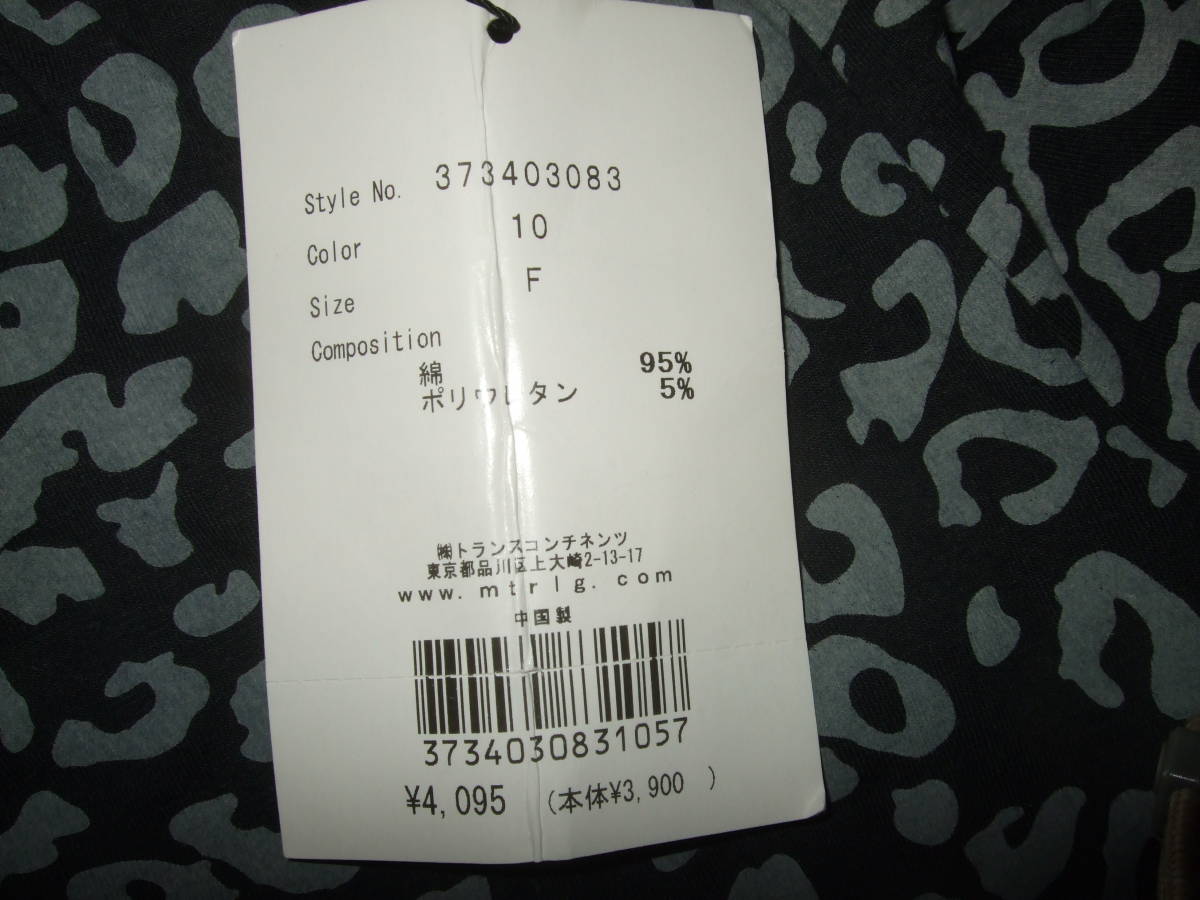 Style No. 373403083
Color 10
Size F
Composition
綿 95%
ポリウレタン 5%
㈱トランスコンチネンツ
東京都品川区上大崎2-13-17
www. mtrlg. com
中国製
3734030831057
¥4,095 (本体¥3,900 )